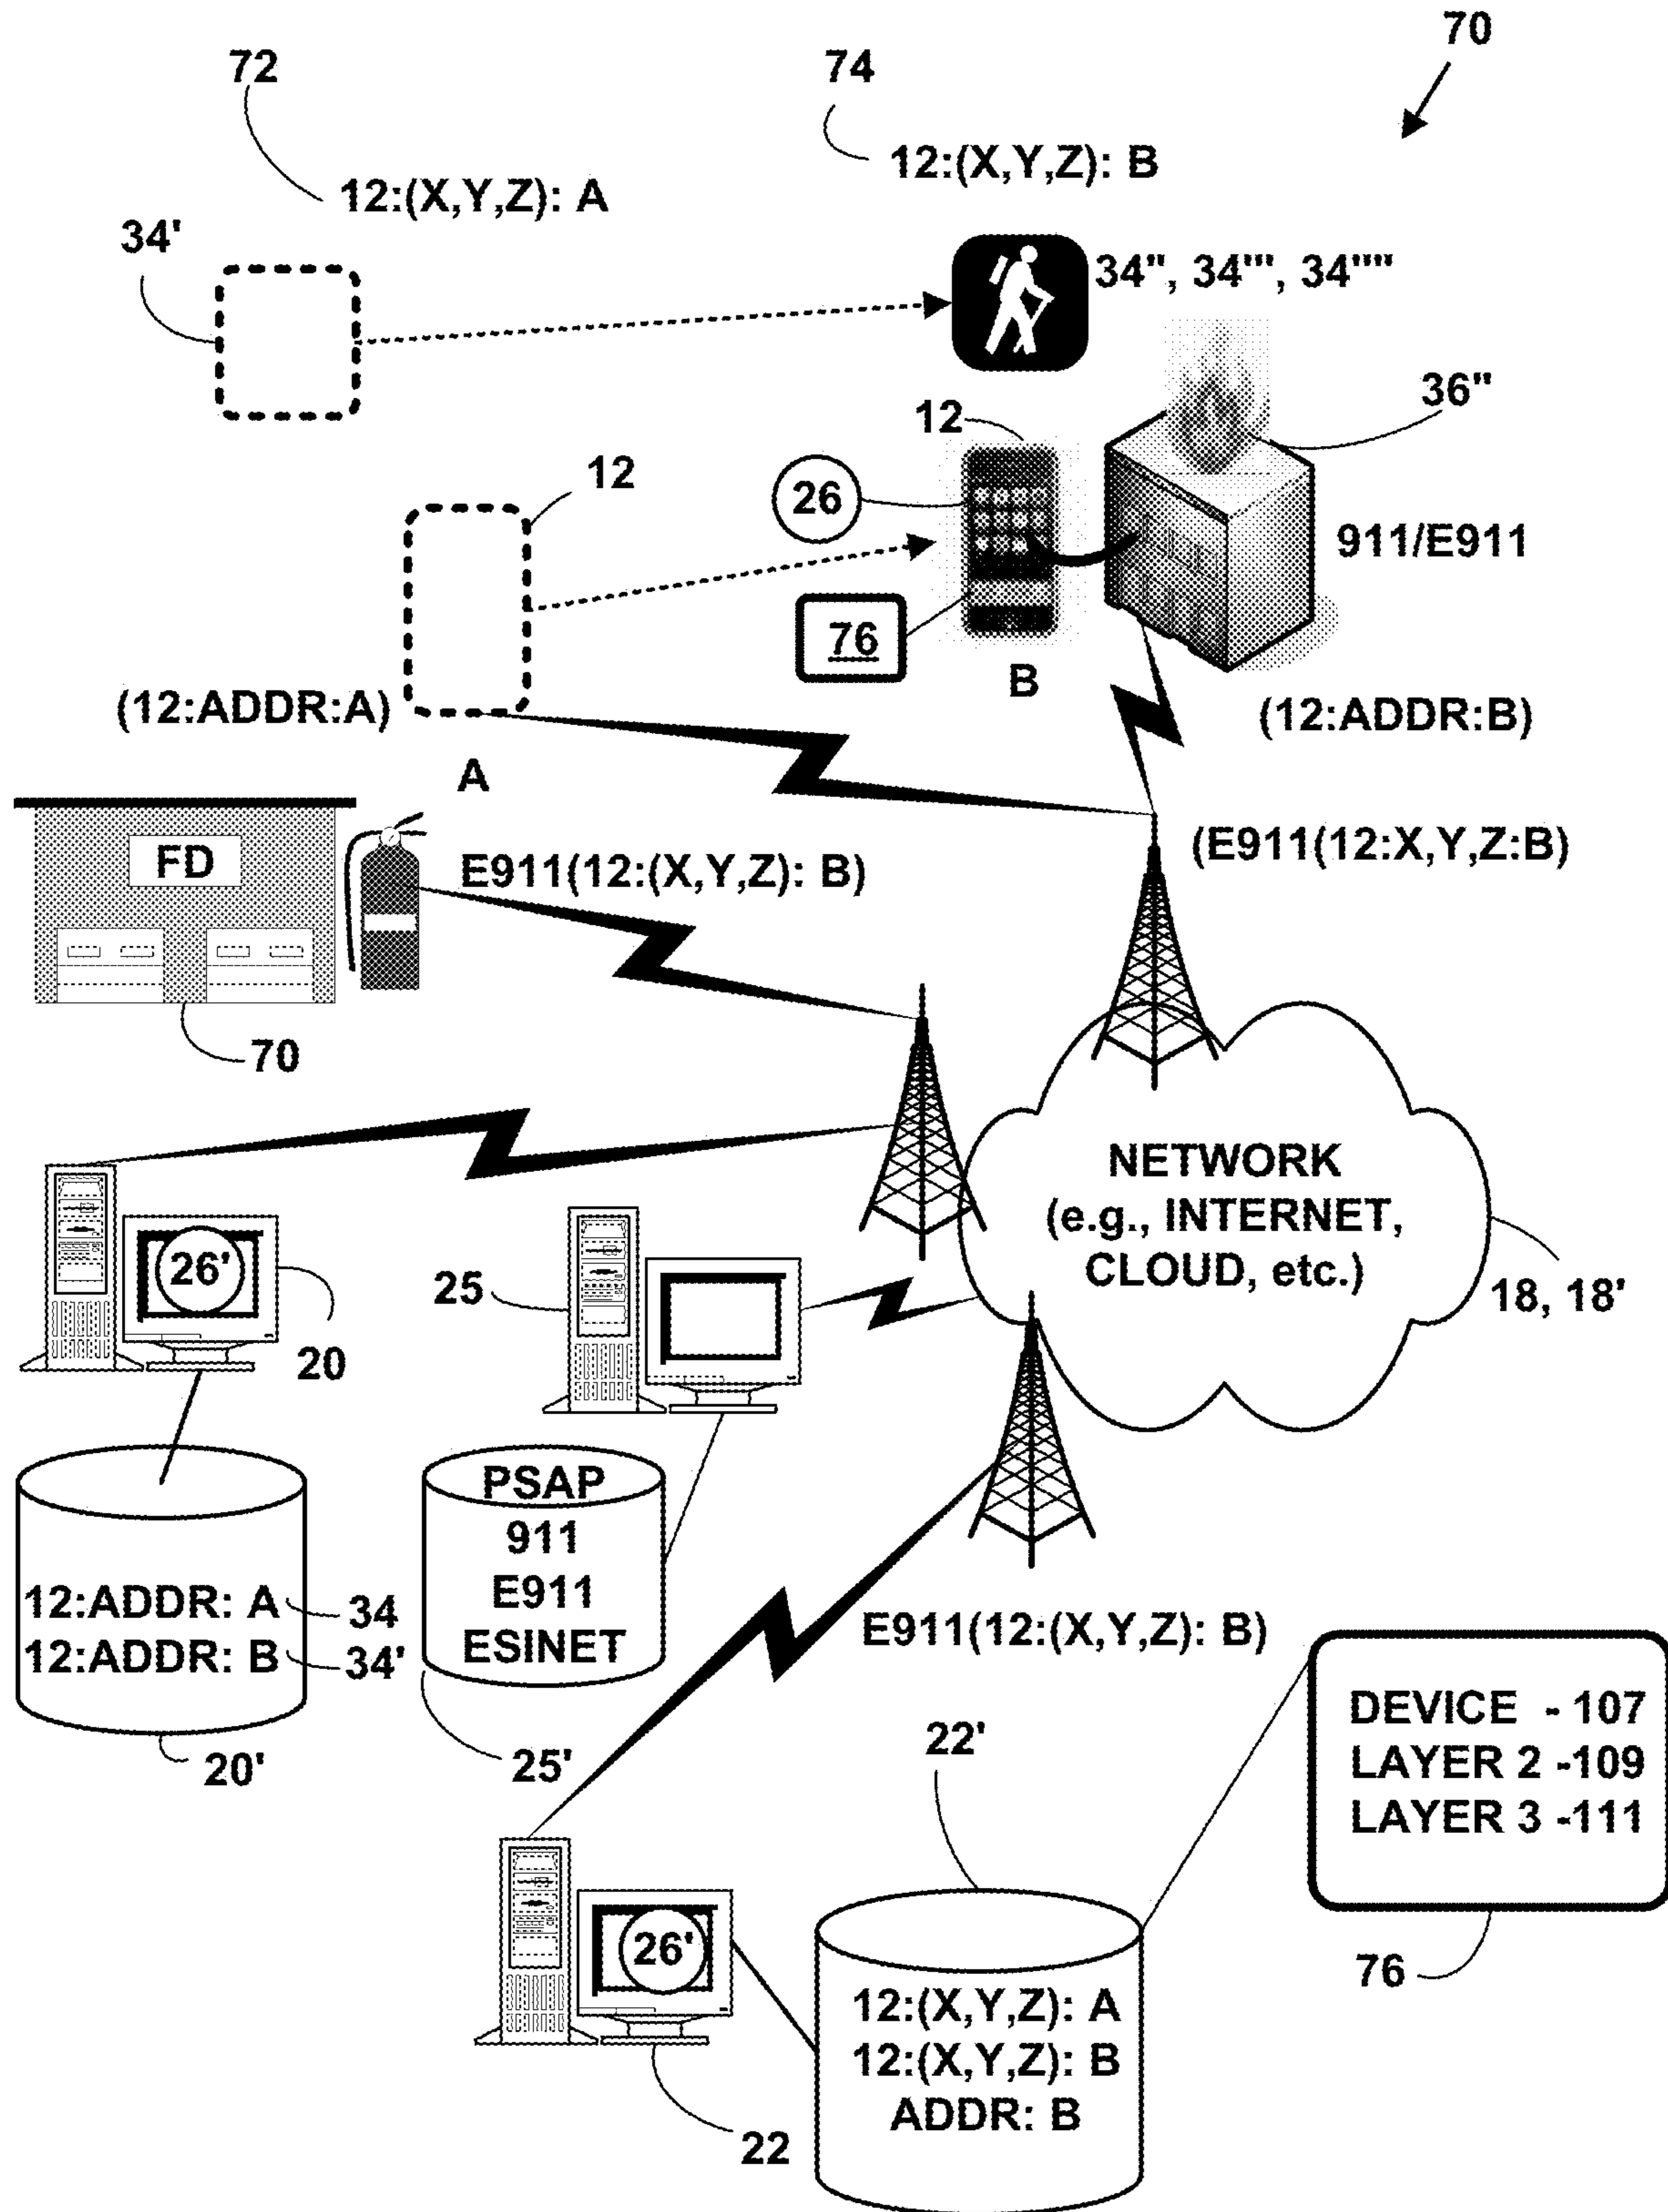 70
72
74
12:(X,Y,Z): B
12:(X,Y,Z): A
34'
34", 34"', 34""
36"
12
12
26
911/E911
76
B
(12:ADDR:A)
(12:ADDR:B)
A
FD
E911(12:(X,Y,Z): B)
(E911(12:X,Y,Z:B)
70
NETWORK
(e.g., INTERNET,
CLOUD, etc.)
26'
25
18, 18'
20
PSAP
911
E911
ESINET
12:ADDR: A
34
12:ADDR: B
34'
E911(12:(X,Y,Z): B)
20'
25'
22'
DEVICE - 107
LAYER 2 -109
LAYER 3 -111
26'
76
12:(X,Y,Z): A
12:(X,Y,Z): B
ADDR: B
22